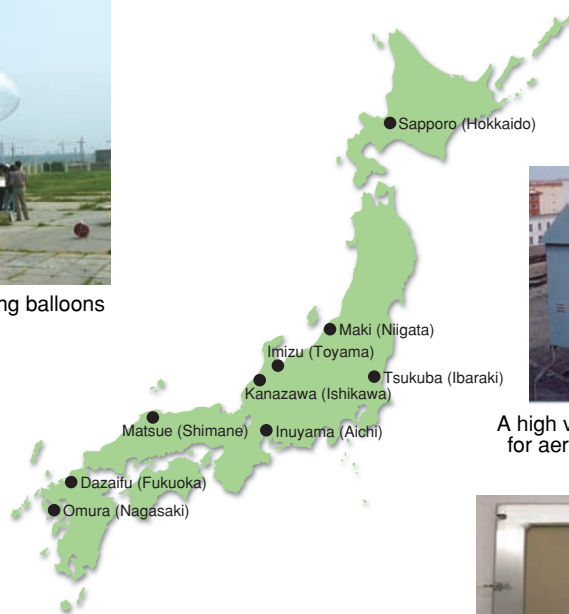 Sapporo (Hokkaido)
ng balloons
Maki (Niigata)
Imizu (Toyama)
Tsukuba (Ibaraki)
Kanazawa (Ishikawa)
A high v
for aer
Matsue (Shimane)
Inuyama (Aichi)
Dazaifu (Fukuoka)
Omura (Nagasaki)